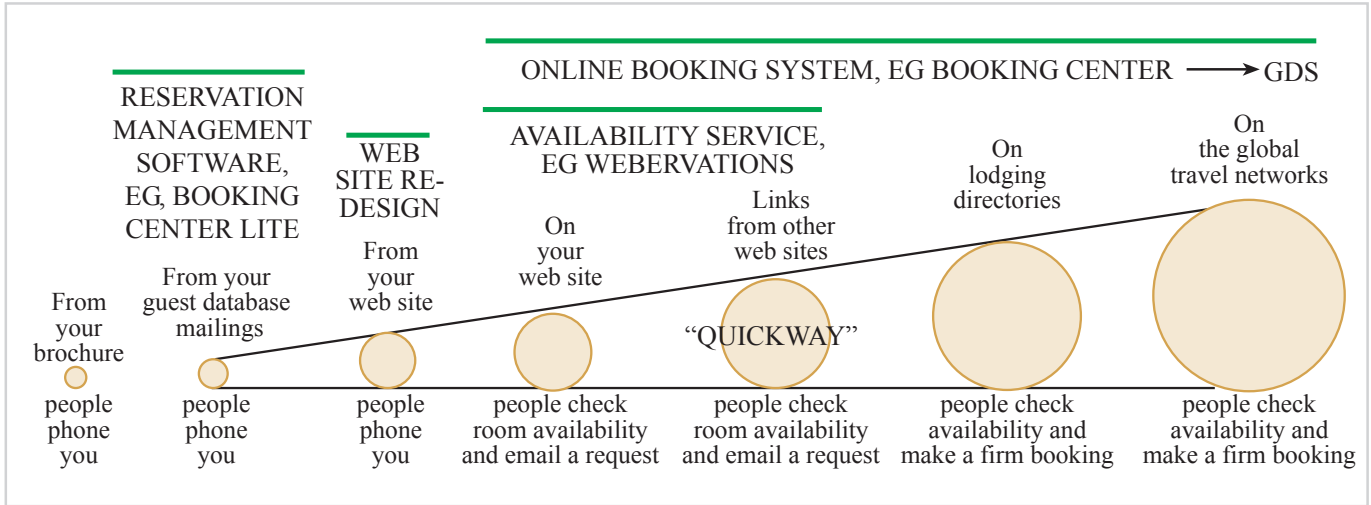 ONLINE BOOKING SYSTEM, EG BOOKING CENTER
GDS
RESERVATION
MANAGEMENT
SOFTWARE,
EG, BOOKING
CENTER LITE
WEB
SITE RE-
DESIGN
AVAILABILITY SERVICE,
EG WEBERVATIONS
From
your
brochure
From your
guest database
mailings
From
your
web site
On
your
web site
Links
from other
web sites
On
lodging
directories
On
the global
travel networks
“QUICKWAY”
people
phone
you
people
phone
you
people
phone
you
people check
room availability
and email a request
people check
room availability
and email a request
people check
availability and
make a firm booking
people check
availability and
make a firm booking